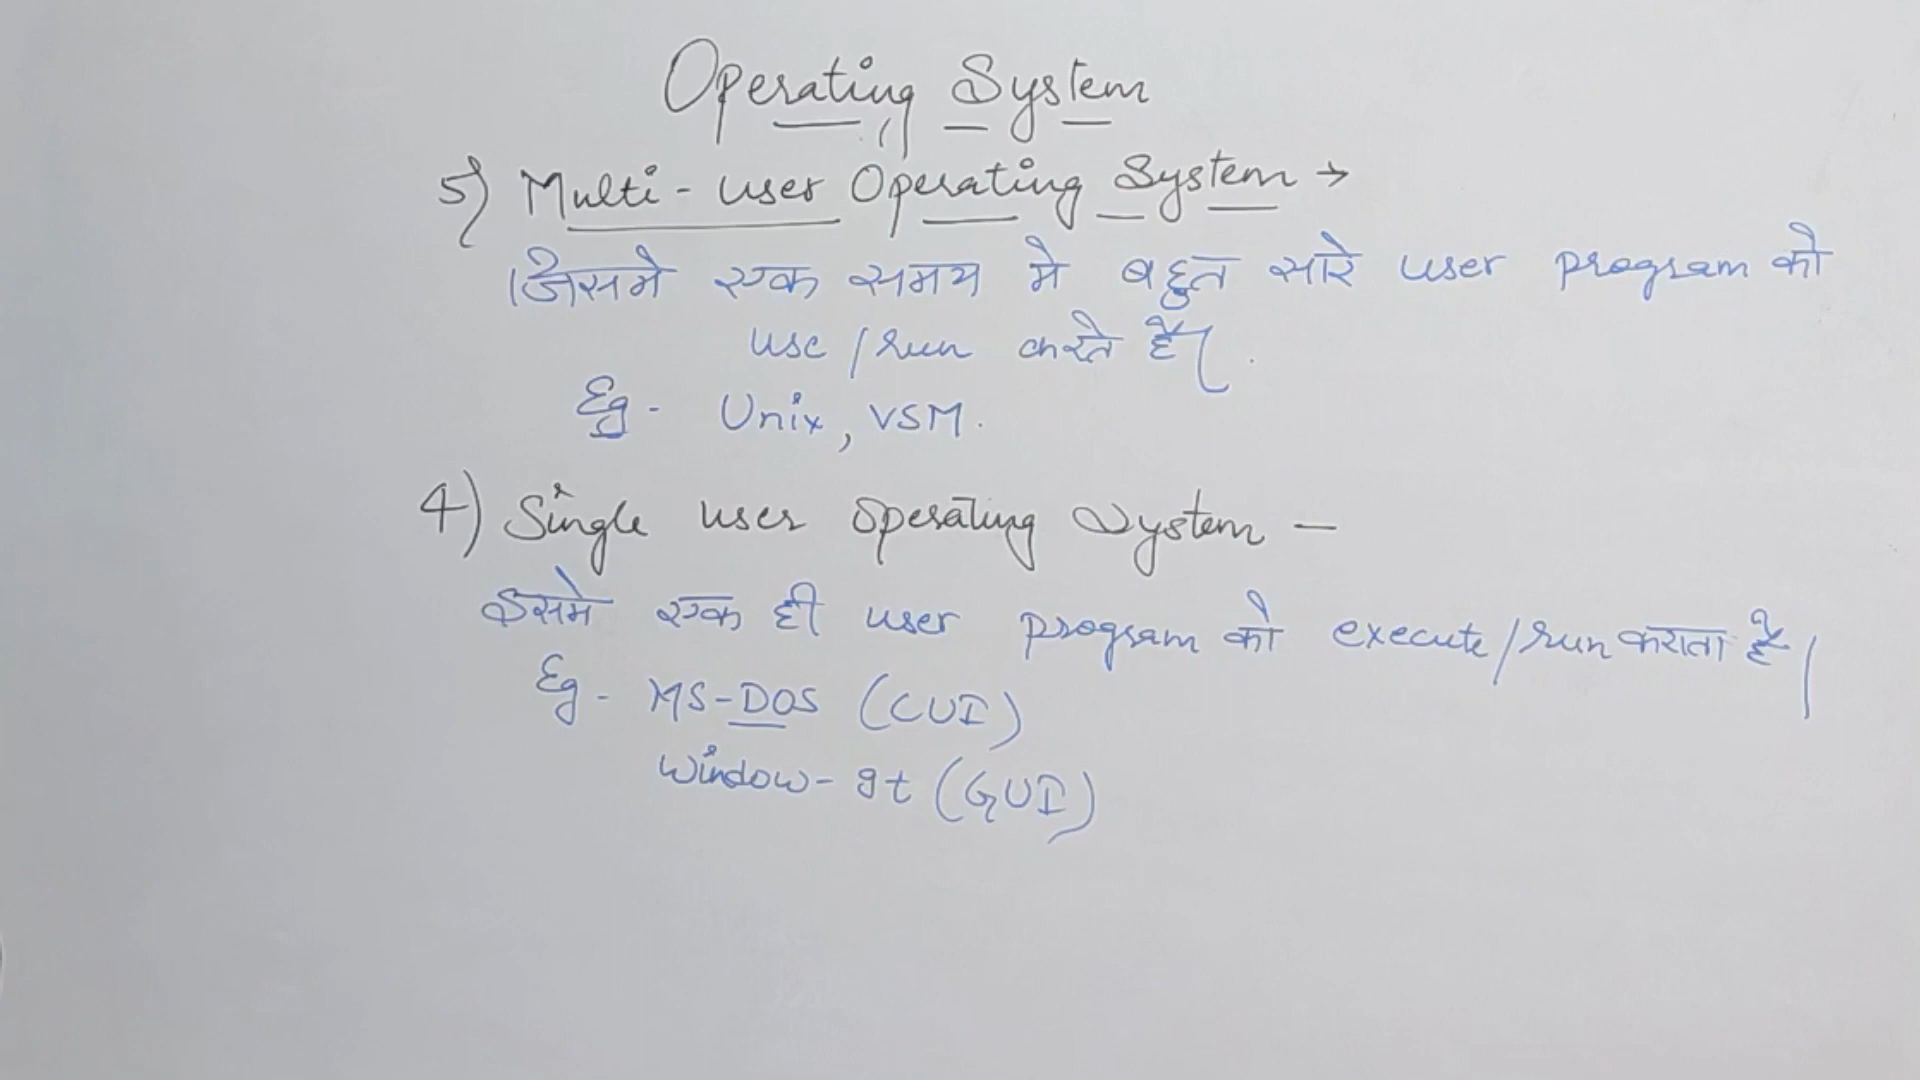 Operating System
5) Multi-user Operating System →
जिसमे एक समय मे बहुत सारे user program को
use / run करते हैं।
Eg - Unix, VSM.
4) Single user operating System -
इसमे एक ही user program को execute/run कराता है।
Eg - MS-DOS (CUI)
Window - 9t (GUI)